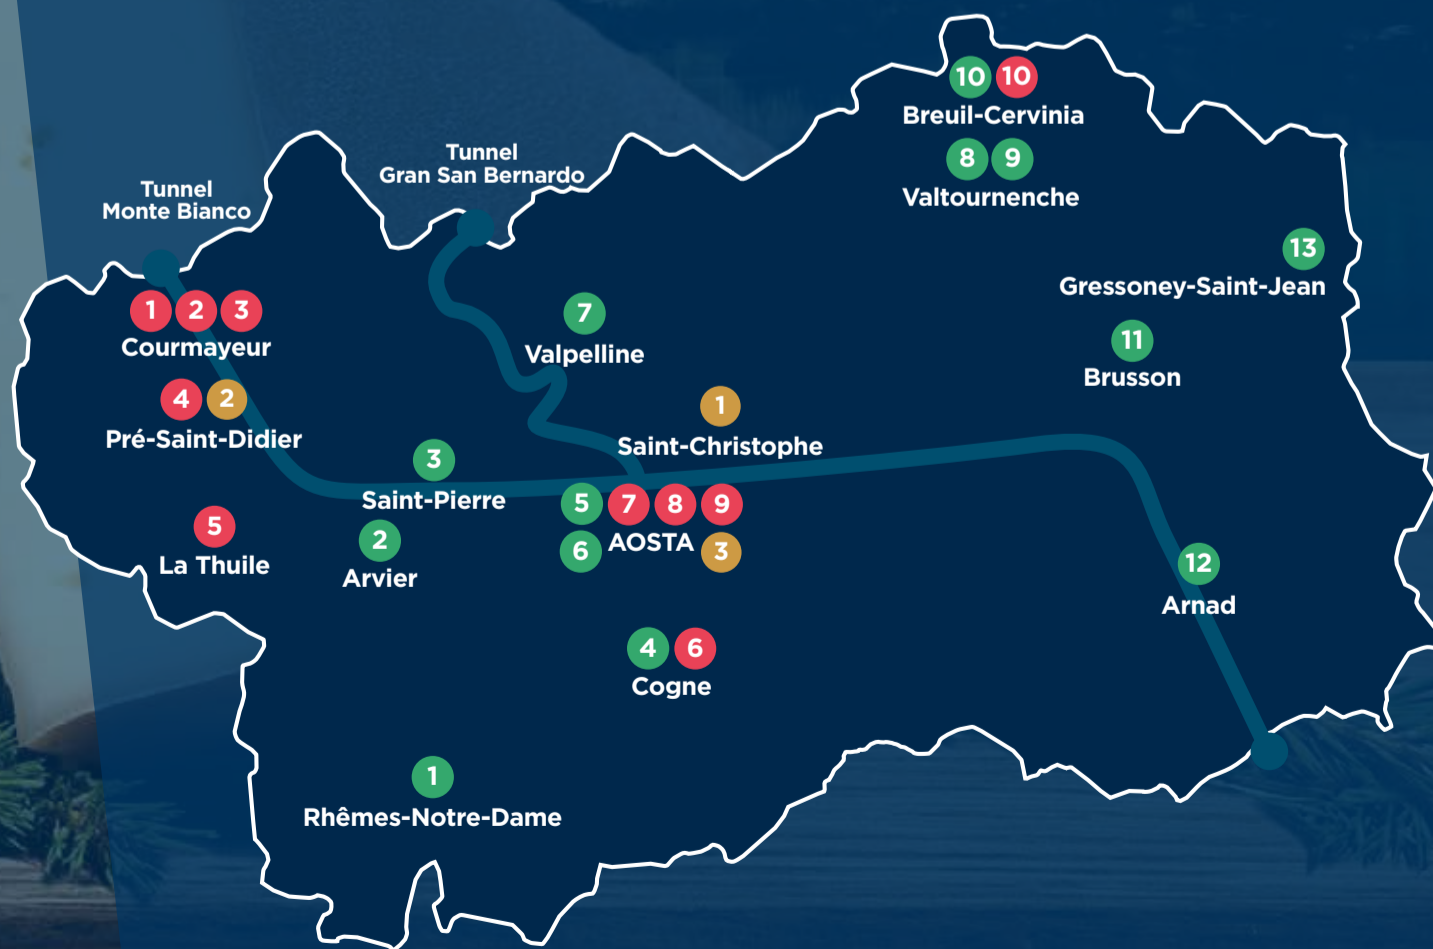 10 10
Breuil-Cervinia
8 9
Valtournenche
Tunnel
Gran San Bernardo
Tunnel
Monte Bianco
13
Gressoney-Saint-Jean
1 2 3
Courmayeur
7
Valpelline
11
Brusson
4 2
Pré-Saint-Didier
1
Saint-Christophe
3
Saint-Pierre
5 7 8 9
6 AOSTA 3
5
La Thuile
2
Arvier
12
Arnad
4 6
Cogne
1
Rhêmes-Notre-Dame